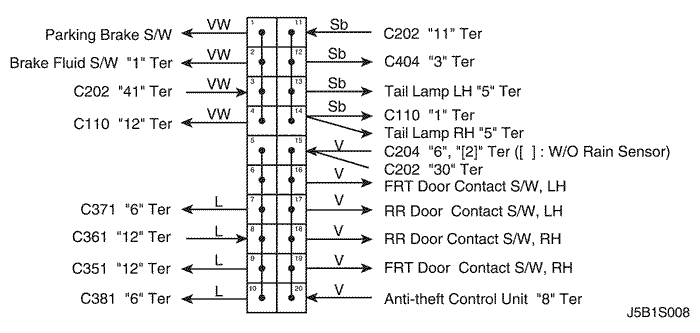 Parking Brake S/W VW 1 11 Sb C202 "11" Ter
Brake Fluid S/W "1" Ter VW 2 12 Sb C404 "3" Ter
C202 "41" Ter VW 3 13 Sb Tail Lamp LH "5" Ter
C110 "12" Ter VW 4 14 Sb C110 "1" Ter
Tail Lamp RH "5" Ter
5 15 V C204 "6", "[2]" Ter ([ ] : W/O Rain Sensor)
C202 "30" Ter
6 16 V FRT Door Contact S/W, LH
C371 "6" Ter L 7 17 V RR Door Contact S/W, LH
C361 "12" Ter L 8 18 V RR Door Contact S/W, RH
C351 "12" Ter L 9 19 V FRT Door Contact S/W, RH
C381 "6" Ter L 10 20 V Anti-theft Control Unit "8" Ter
J5B1S008